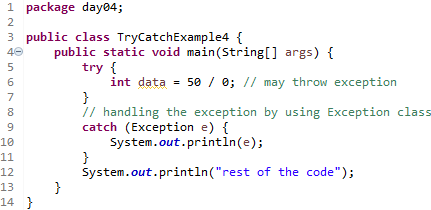 1 package day04;
2
3 public class TryCatchExample4 {
4 public static void main(String[] args) {
5 try {
6 int data = 50 / 0; // may throw exception
7 }
8 // handling the exception by using Exception class
9 catch (Exception e) {
10 System.out.println(e);
11 }
12 System.out.println("rest of the code");
13 }
14 }